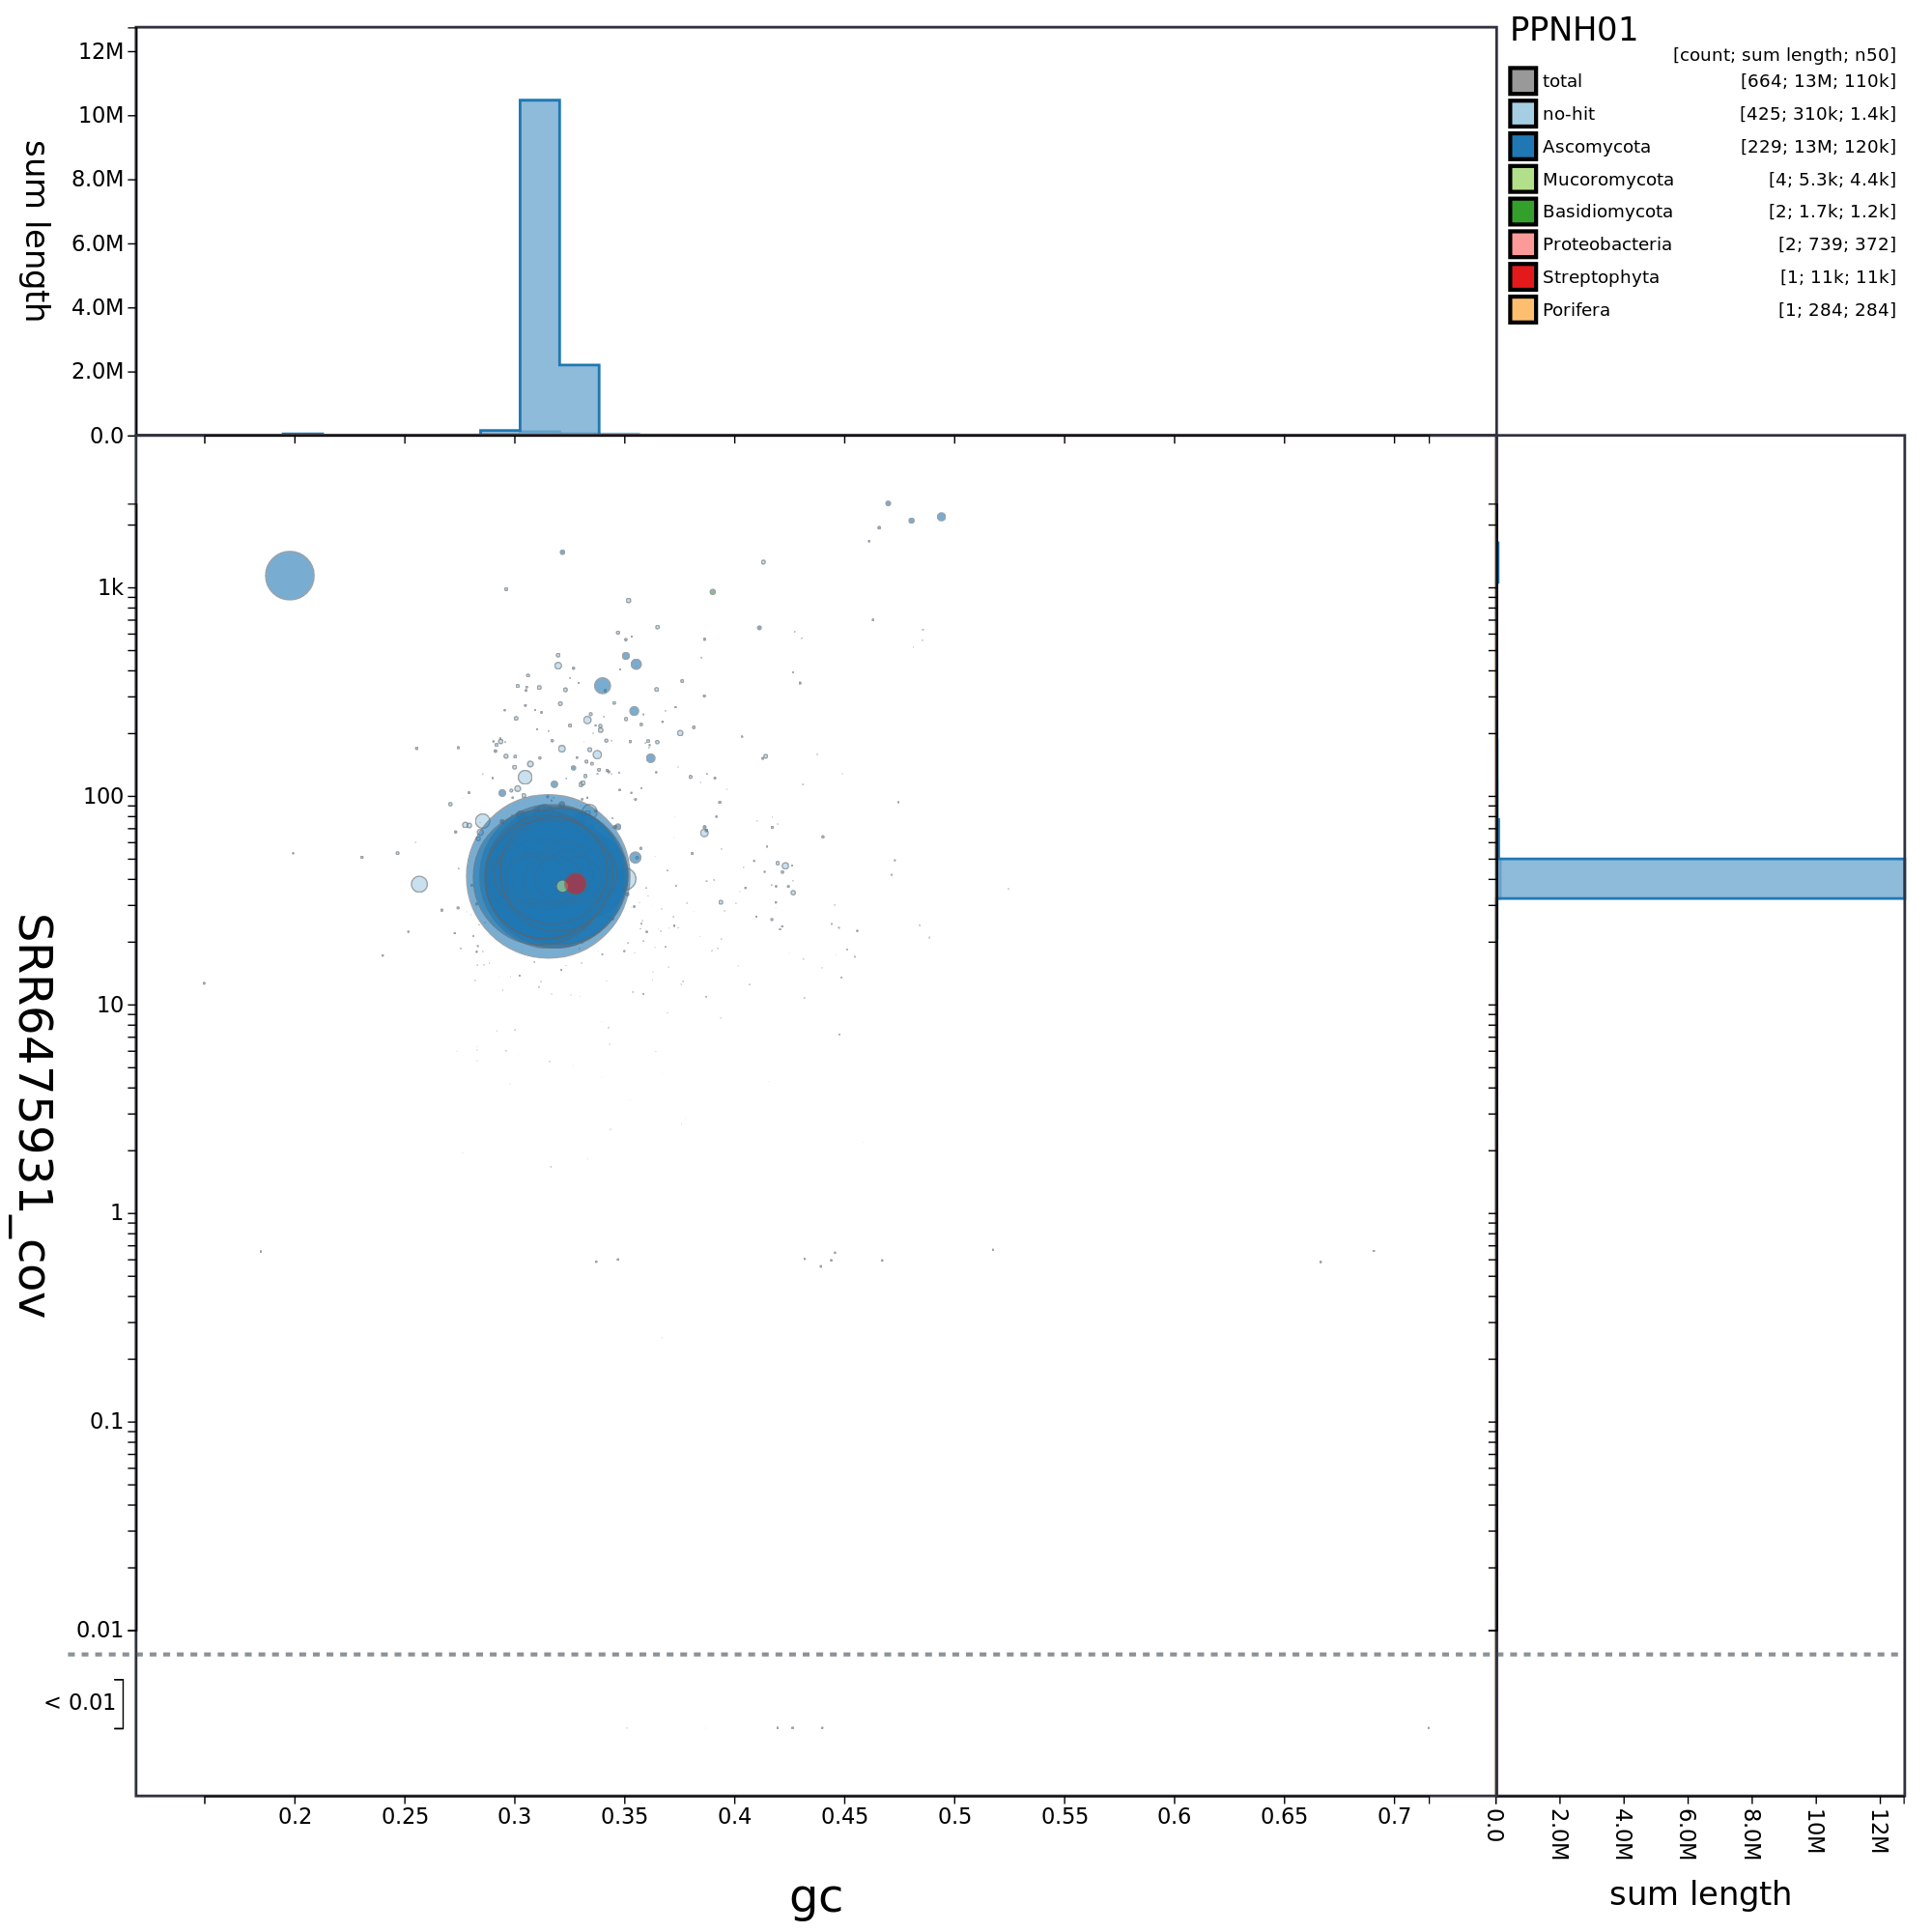 PPNH01
[count; sum length; n50]
total [664; 13M; 110k]
no-hit [425; 310k; 1.4k]
Ascomycota [229; 13M; 120k]
Mucoromycota [4; 5.3k; 4.4k]
Basidiomycota [2; 1.7k; 1.2k]
Proteobacteria [2; 739; 372]
Streptophyta [1; 11k; 11k]
Porifera [1; 284; 284]
sum length
12M
10M
8.0M
6.0M
4.0M
2.0M
0.0
SRR6475931_cov
1k
100
10
1
0.1
0.01
< 0.01
0.2 0.25 0.3 0.35 0.4 0.45 0.5 0.55 0.6 0.65 0.7
gc
0.0 2.0M 4.0M 6.0M 8.0M 10M 12M
sum length